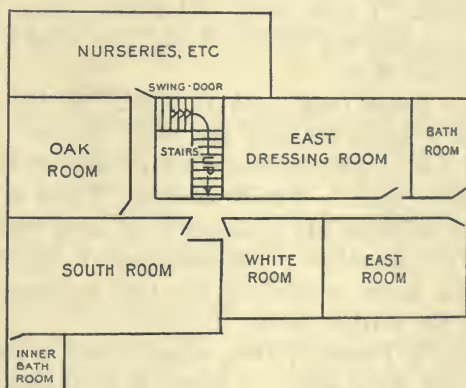 NURSERIES, ETC
SWING-DOOR
OAK
ROOM
STAIRS
UP
EAST
DRESSING ROOM
BATH
ROOM
SOUTH ROOM
WHITE
ROOM
EAST
ROOM
INNER
BATH
ROOM